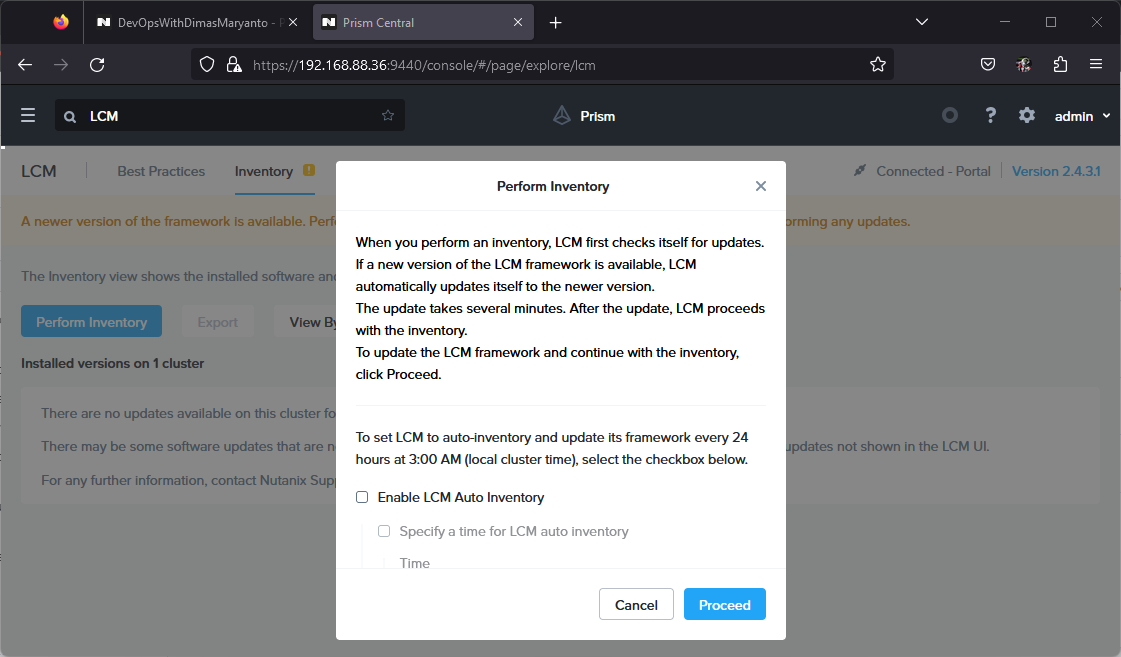 DevOpsWithDimasMaryanto - P
Prism Central
https://192.168.88.36:9440/console/#/page/explore/lcm
LCM
Prism
?
admin
LCM
Best Practices
Inventory
!
Connected - Portal
Version 2.4.3.1
A newer version of the framework is available. Perf
orming any updates.
The Inventory view shows the installed software and
Perform Inventory
Export
View By
Installed versions on 1 cluster
There are no updates available on this cluster fo
There may be some software updates that are n
updates not shown in the LCM UI.
For any further information, contact Nutanix Supp
Perform Inventory
When you perform an inventory, LCM first checks itself for updates.
If a new version of the LCM framework is available, LCM
automatically updates itself to the newer version.
The update takes several minutes. After the update, LCM proceeds
with the inventory.
To update the LCM framework and continue with the inventory,
click Proceed.
To set LCM to auto-inventory and update its framework every 24
hours at 3:00 AM (local cluster time), select the checkbox below.
Enable LCM Auto Inventory
Specify a time for LCM auto inventory
Time
Cancel
Proceed